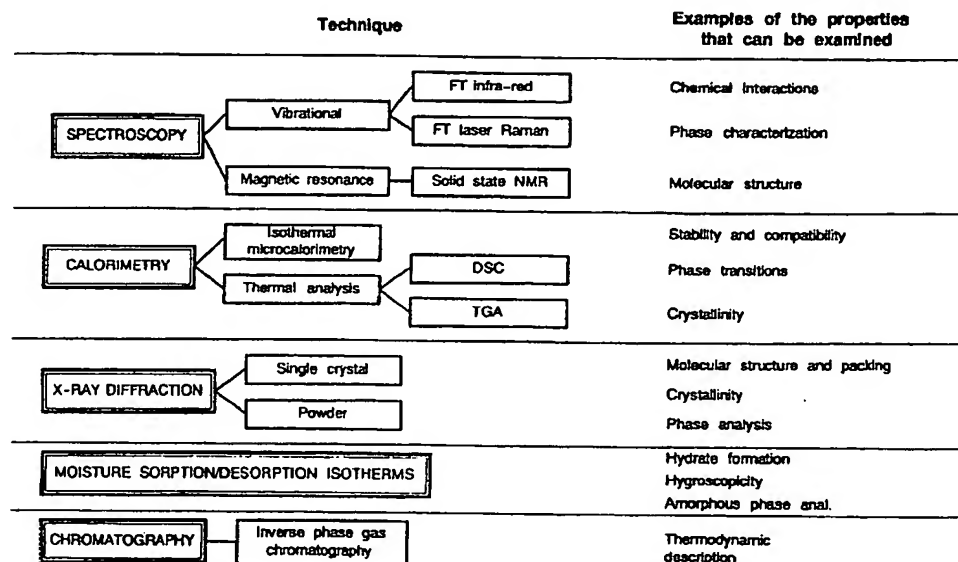 Technique
Examples of the properties
that can be examined
FT infra-red
Chemical Interactions
Vibrational
SPECTROSCOPY
FT laser Raman
Phase characterization
Magnetic resonance
Solid state NMR
Molecular structure
Isothermal
microcalorimetry
Stability and compatibility
CALORIMETRY
DSC
Phase transitions
Thermal analysis
TGA
Crystallinity
Single crystal
Molecular structure and packing
X-RAY DIFFRACTION
Crystallinity
Powder
Phase analysis
MOISTURE SORPTION/DESORPTION ISOTHERMS
Hydrate formation
Hygroscopicity
Amorphous phase anal.
CHROMATOGRAPHY
Inverse phase gas
chromatography
Thermodynamic
description